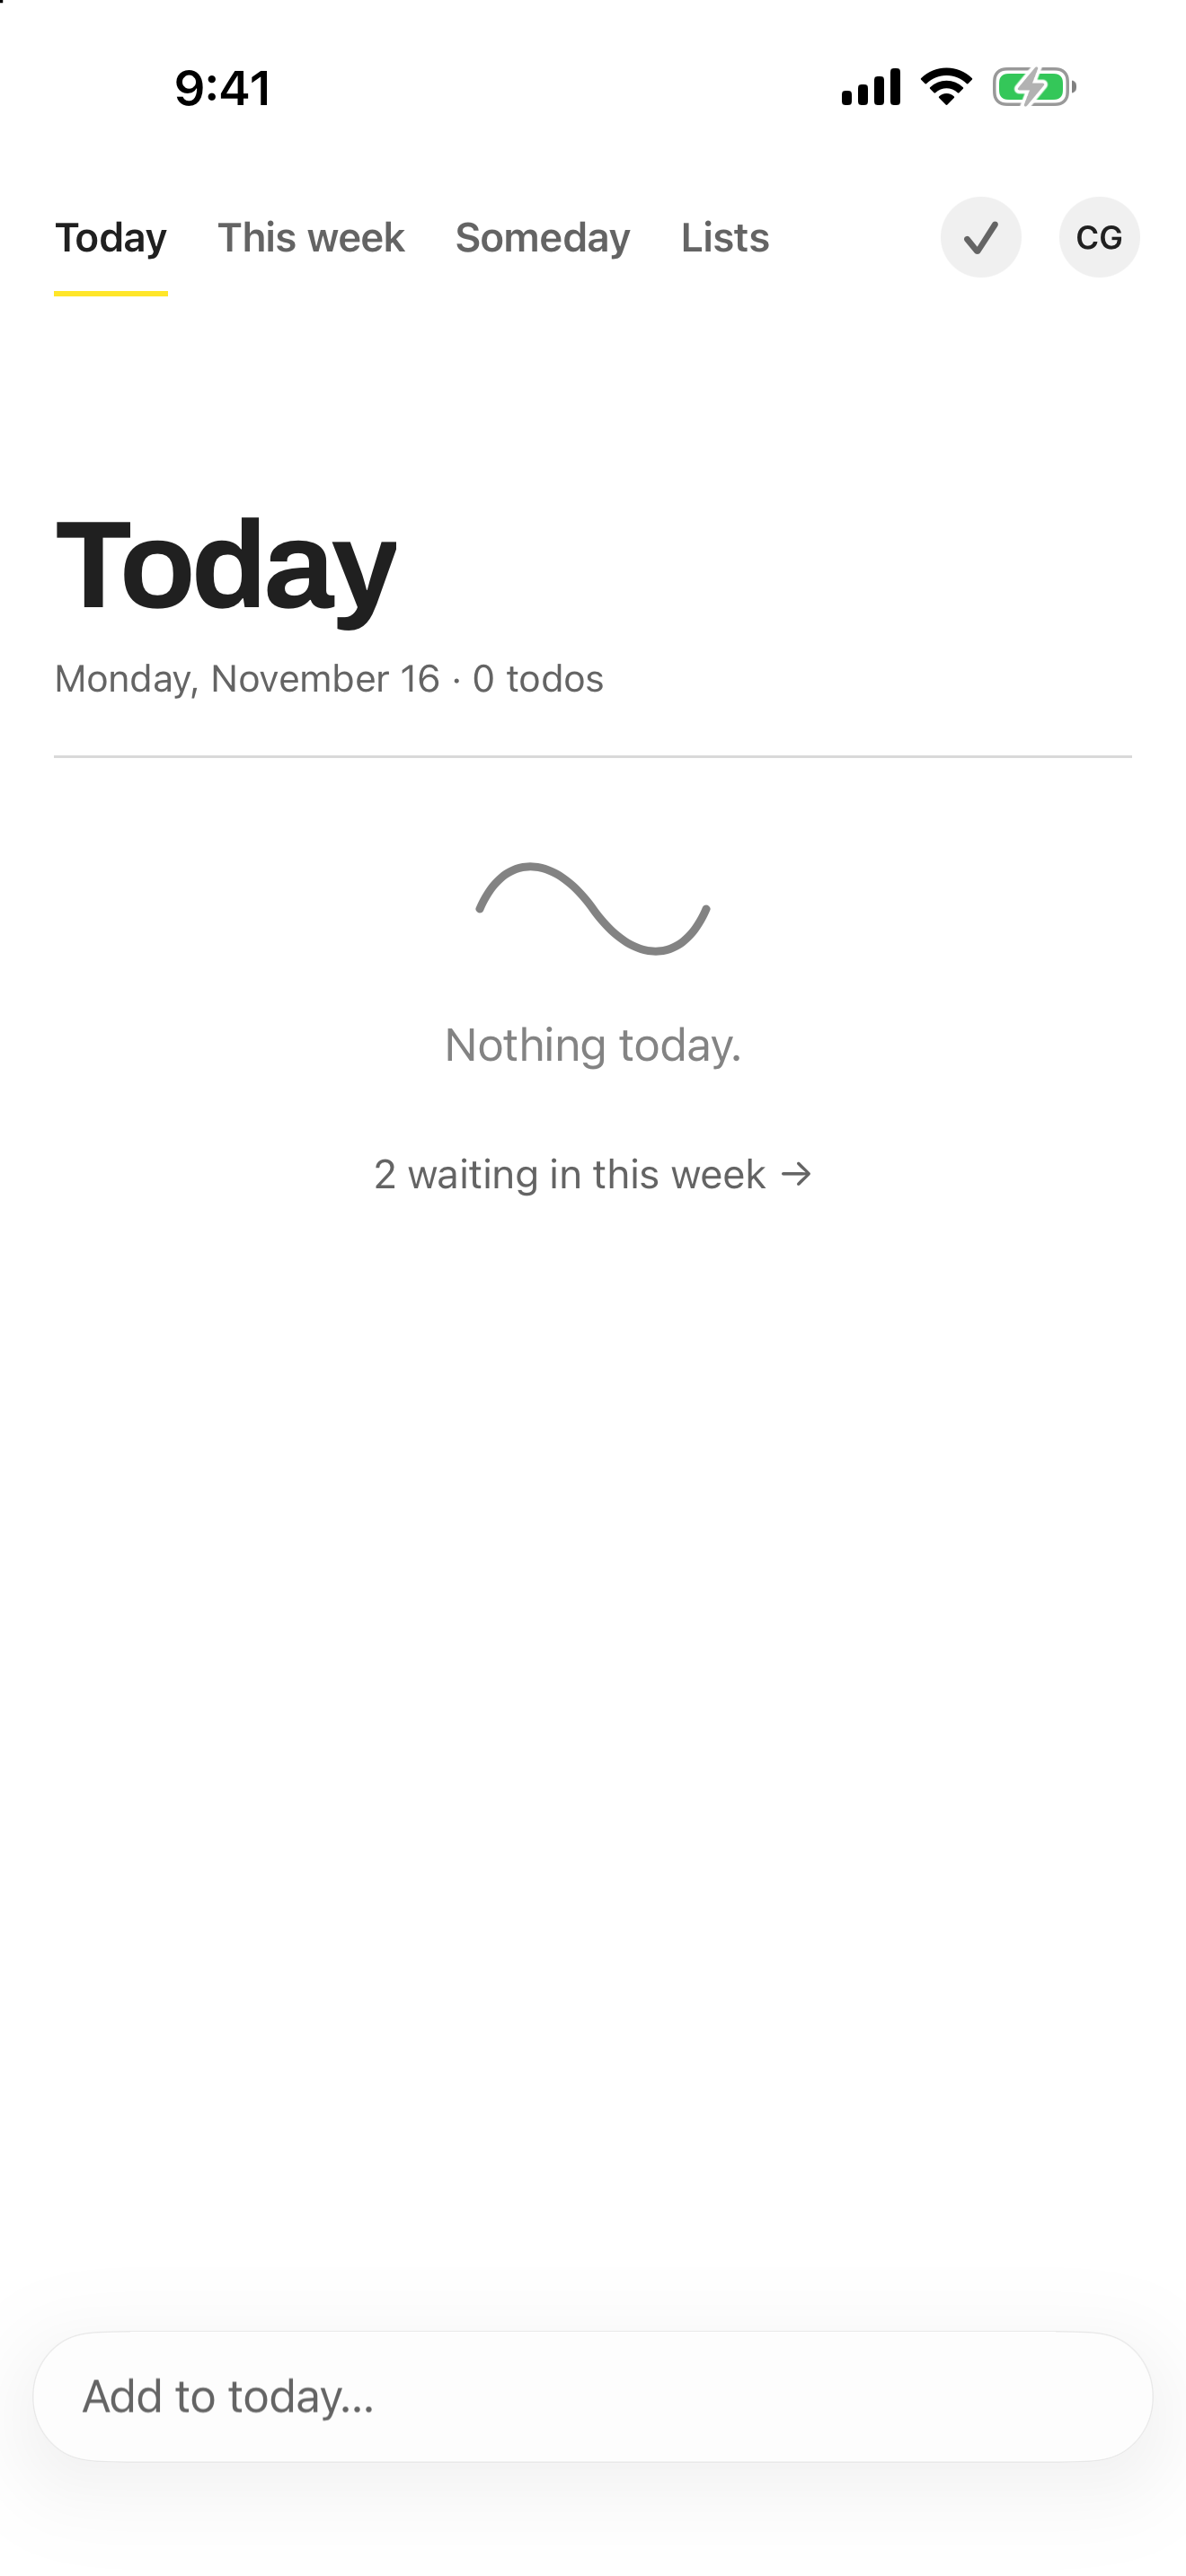 9:41
Today This week Someday Lists CG
Today
Monday, November 16 · 0 todos
Nothing today.
2 waiting in this week →
Add to today...